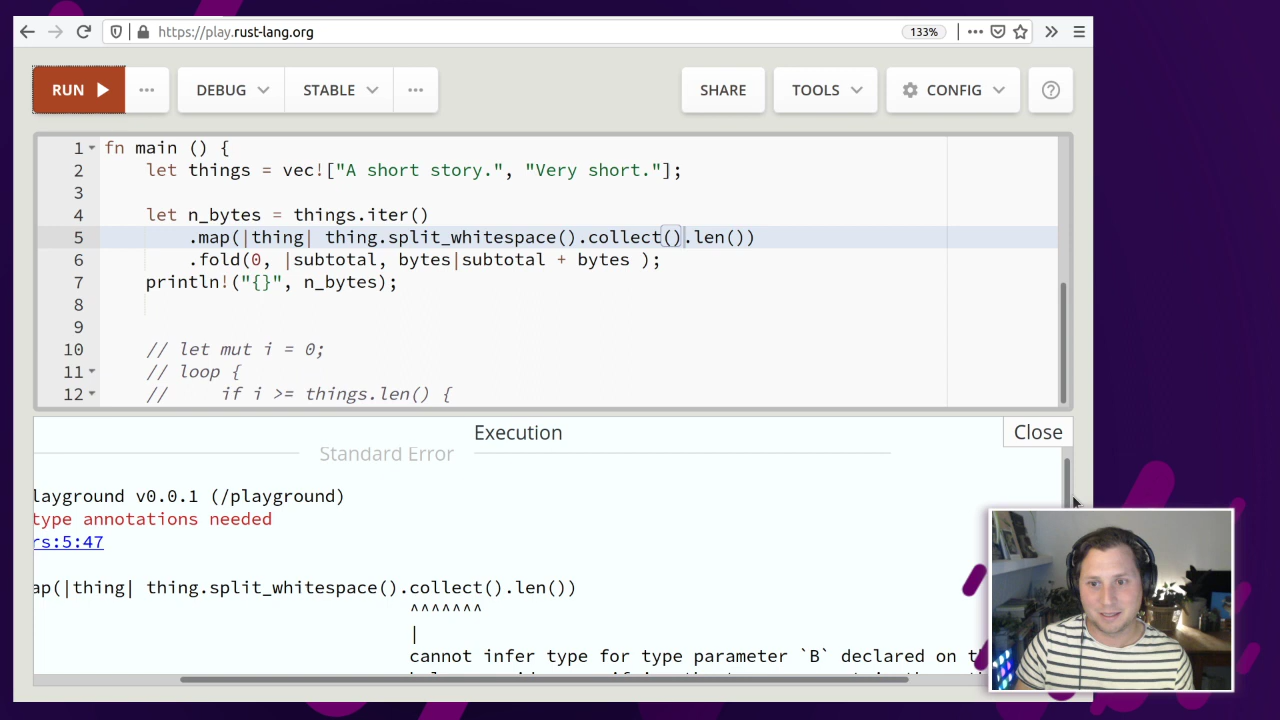 https://play.rust-lang.org 133%
RUN DEBUG STABLE SHARE TOOLS CONFIG
1 fn main () {
2 let things = vec!["A short story.", "Very short."];
3
4 let n_bytes = things.iter()
5 .map(|thing| thing.split_whitespace().collect().len())
6 .fold(0, |subtotal, bytes|subtotal + bytes );
7 println!("{}", n_bytes);
8
9
10 // let mut i = 0;
11 // loop {
12 // if i >= things.len() {
Execution Close
Standard Error
layground v0.0.1 (/playground)
type annotations needed
rs:5:47
ap(|thing| thing.split_whitespace().collect().len())
^^^^^^^
|
cannot infer type for type parameter `B` declared on